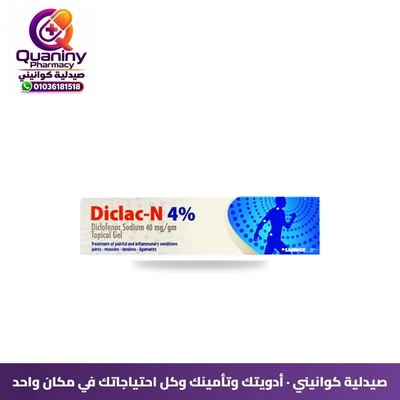 Quaniny
Pharmacy
صيدلية كوانيني
01036181518
Diclac-N 4%
Diclofenac Sodium 40 mg/gm
Topical Gel
Treatment of painful and inflammatory conditions
joints - muscles - tendons - ligaments
SANDOZ
صيدلية كوانيني - أدويتك وتأمينك وكل احتياجاتك في مكان واحد